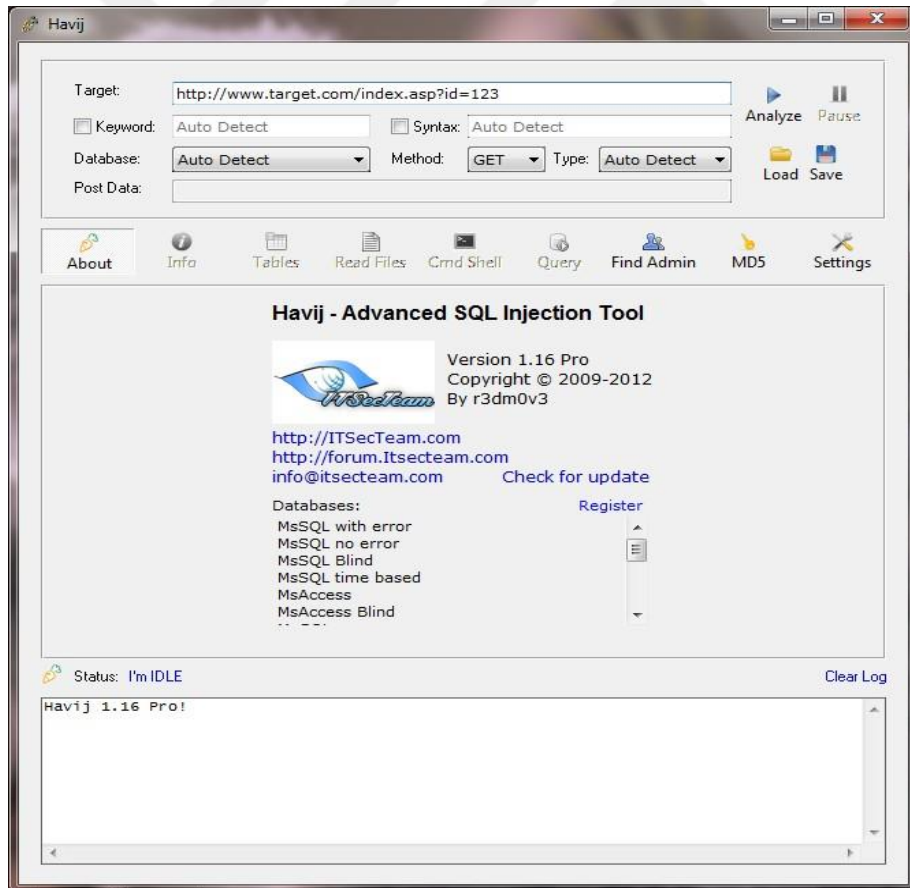 Havij
Target: http://www.target.com/index.asp?id=123
Analyze Pause
Keyword: Auto Detect Syntax: Auto Detect
Database: Auto Detect Method: GET Type: Auto Detect
Load Save
Post Data:
About Info Tables Read Files Cmd Shell Query Find Admin MD5 Settings
Havij - Advanced SQL Injection Tool
ITSecTeam
Version 1.16 Pro
Copyright © 2009-2012
By r3dm0v3
http://ITSecTeam.com
http://forum.Itsecteam.com
info@itsecteam.com Check for update
Databases: Register
MsSQL with error
MsSQL no error
MsSQL Blind
MsSQL time based
MsAccess
MsAccess Blind
Status: I'm IDLE Clear Log
Havij 1.16 Pro!